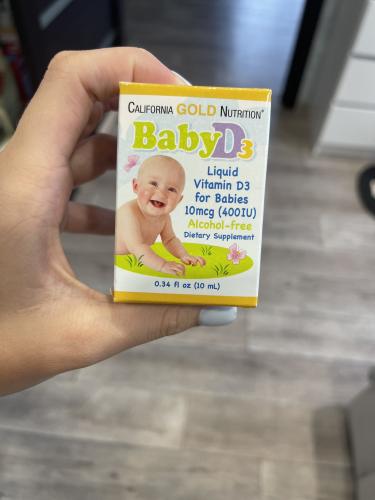 CALIFORNIA GOLD NUTRITION®
BabyD3
Liquid
Vitamin D3
for Babies
10mcg (400IU)
Alcohol-free
Dietary Supplement
0.34 fl oz (10 mL)